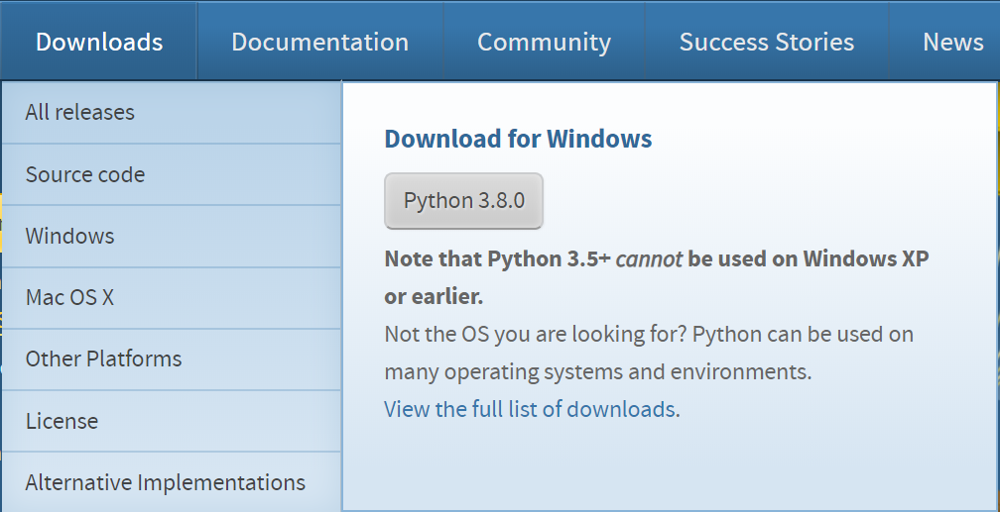 Downloads
Documentation
Community
Success Stories
News
All releases
Source code
Windows
Mac OS X
Other Platforms
License
Alternative Implementations
Download for Windows
Python 3.8.0
Note that Python 3.5+ cannot be used on Windows XP
or earlier.
Not the OS you are looking for? Python can be used on
many operating systems and environments.
View the full list of downloads.